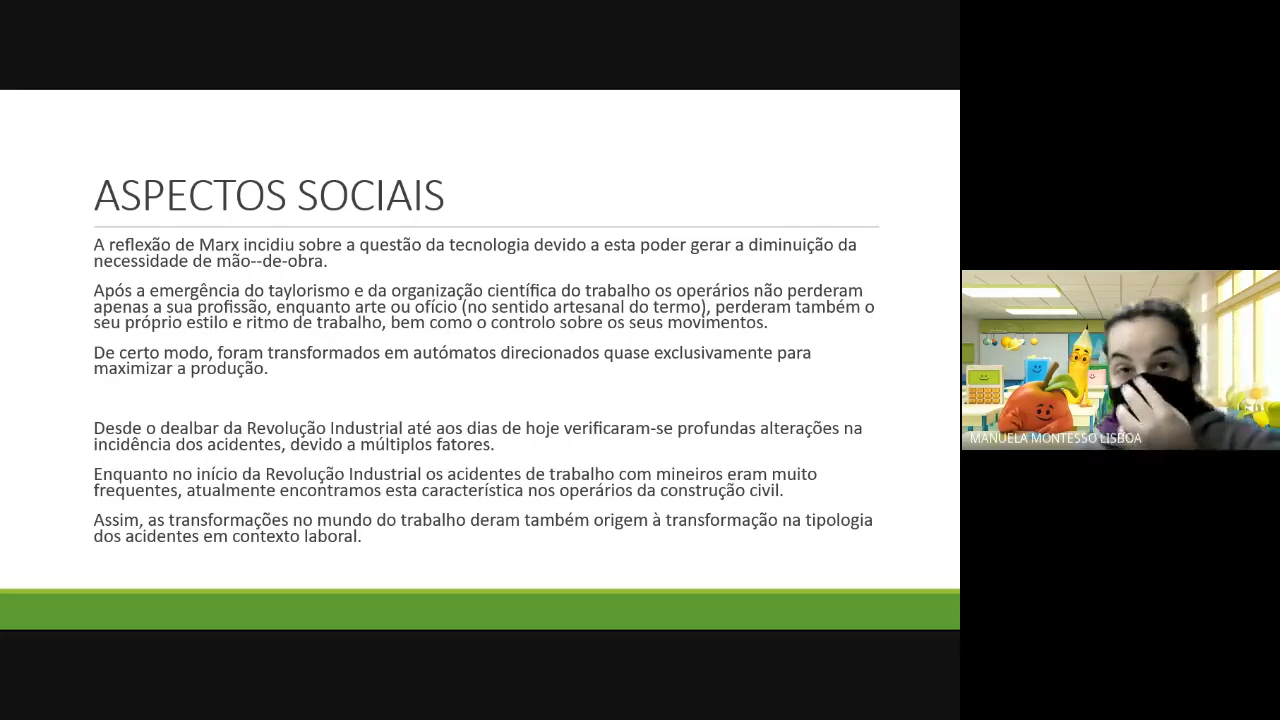 ASPECTOS SOCIAIS
A reflexão de Marx incidiu sobre a questão da tecnologia devido a esta poder gerar a diminuição da
necessidade de mão--de-obra.
Após a emergência do taylorismo e da organização científica do trabalho os operários não perderam
apenas a sua profissão, enquanto arte ou ofício (no sentido artesanal do termo), perderam também o
seu próprio estilo e ritmo de trabalho, bem como o controlo sobre os seus movimentos.
De certo modo, foram transformados em autómatos direcionados quase exclusivamente para
maximizar a produção.
Desde o dealbar da Revolução Industrial até aos dias de hoje verificaram-se profundas alterações na
incidência dos acidentes, devido a múltiplos fatores.
Enquanto no início da Revolução Industrial os acidentes de trabalho com mineiros eram muito
frequentes, atualmente encontramos esta característica nos operários da construção civil.
Assim, as transformações no mundo do trabalho deram também origem à transformação na tipologia
dos acidentes em contexto laboral.
MANUELA MONTESSO LISBOA